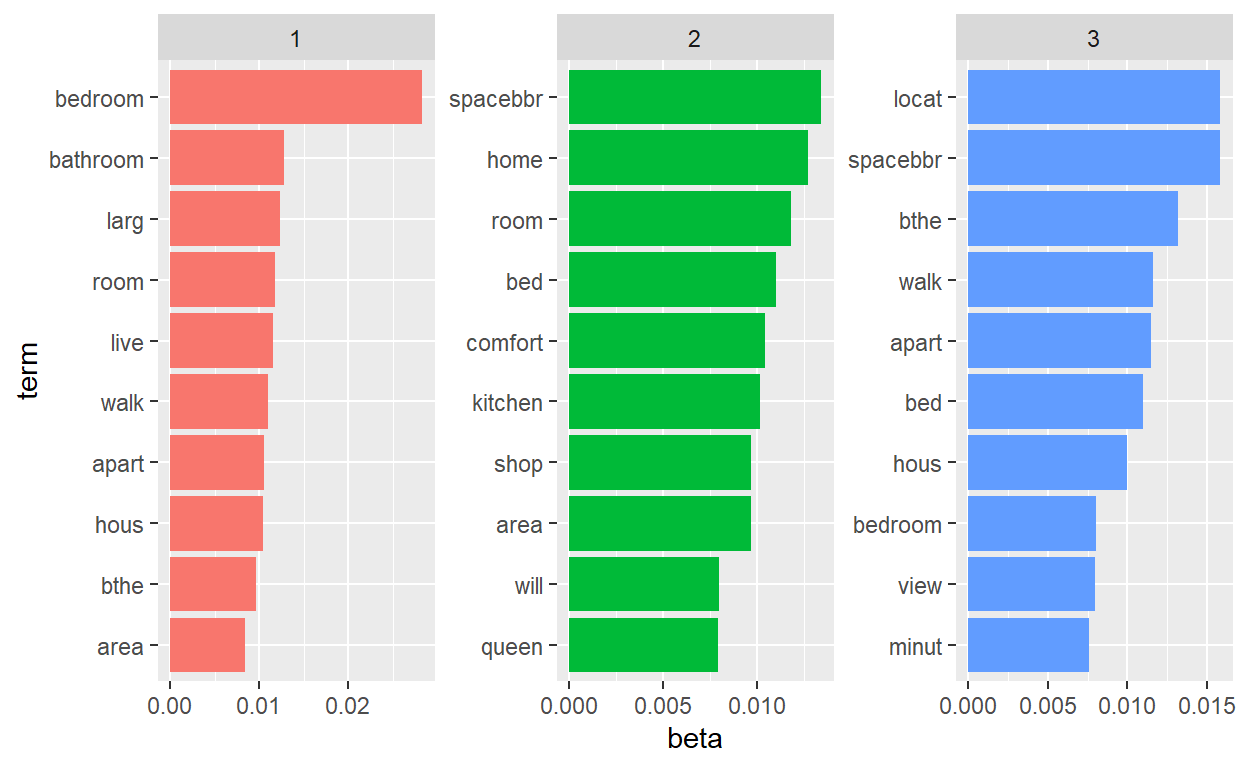 1
2
3
bedroom
bathroom
larg
room
live
walk
apart
hous
bthe
area
spacebbr
home
room
bed
comfort
kitchen
shop
area
will
queen
locat
spacebbr
bthe
walk
apart
bed
hous
bedroom
view
minut
0.00 0.01 0.02
0.000 0.005 0.010
0.000 0.005 0.010 0.015
term
beta